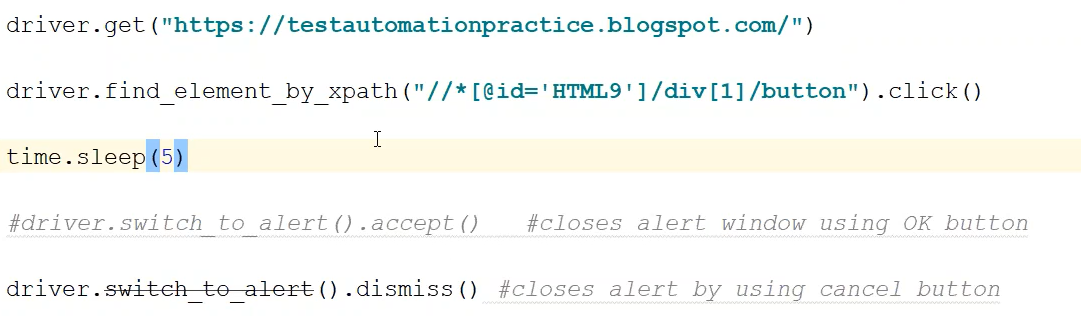 driver.get("https://testautomationpractice.blogspot.com/")
driver.find_element_by_xpath("//*[@id='HTML9']/div[1]/button").click()
time.sleep(5)
#driver.switch_to_alert().accept()   #closes alert window using OK button
driver.switch_to_alert().dismiss() #closes alert by using cancel button